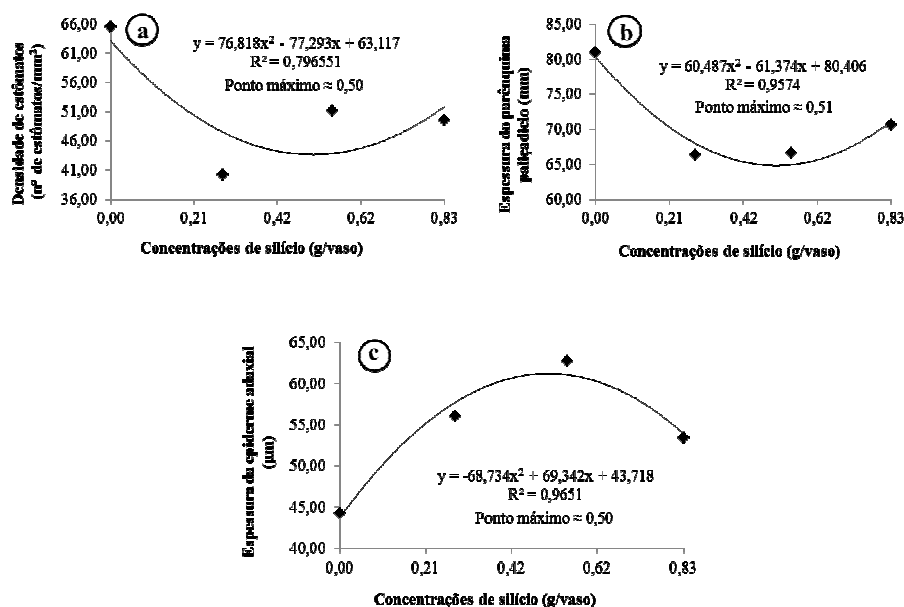 a
66,00
61,00
56,00
51,00
46,00
41,00
36,00
Densidade de estômatos
(nº de estômatos/mm²)
y = 76,818x² - 77,293x + 63,117
R² = 0,796551
Ponto máximo ≈ 0,50
0,00 0,21 0,42 0,62 0,83
Concentrações de silício (g/vaso)
b
85,00
80,00
75,00
70,00
65,00
60,00
Espessura do parênquima
paliçadício (mm)
y = 60,487x² - 61,374x + 80,406
R² = 0,9574
Ponto máximo ≈ 0,51
0,00 0,21 0,42 0,62 0,83
Concentrações de silício (g/vaso)
c
65,00
60,00
55,00
50,00
45,00
40,00
Espessura da epiderme adaxial
(µm)
y = -68,734x² + 69,342x + 43,718
R² = 0,9651
Ponto máximo ≈ 0,50
0,00 0,21 0,42 0,62 0,83
Concentrações de silício (g/vaso)